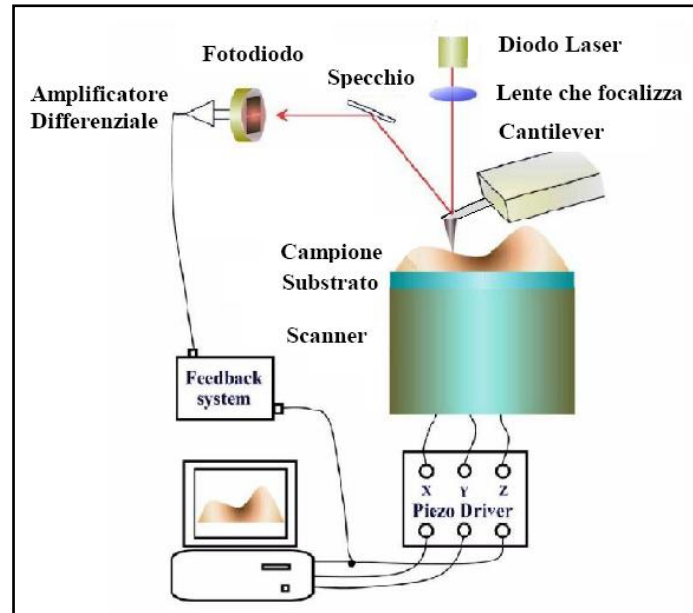 Diodo Laser
Fotodiodo
Specchio
Lente che focalizza
Amplificatore
Differenziale
Cantilever
Campione
Substrato
Scanner
Feedback
system
X Y Z
Piezo Driver